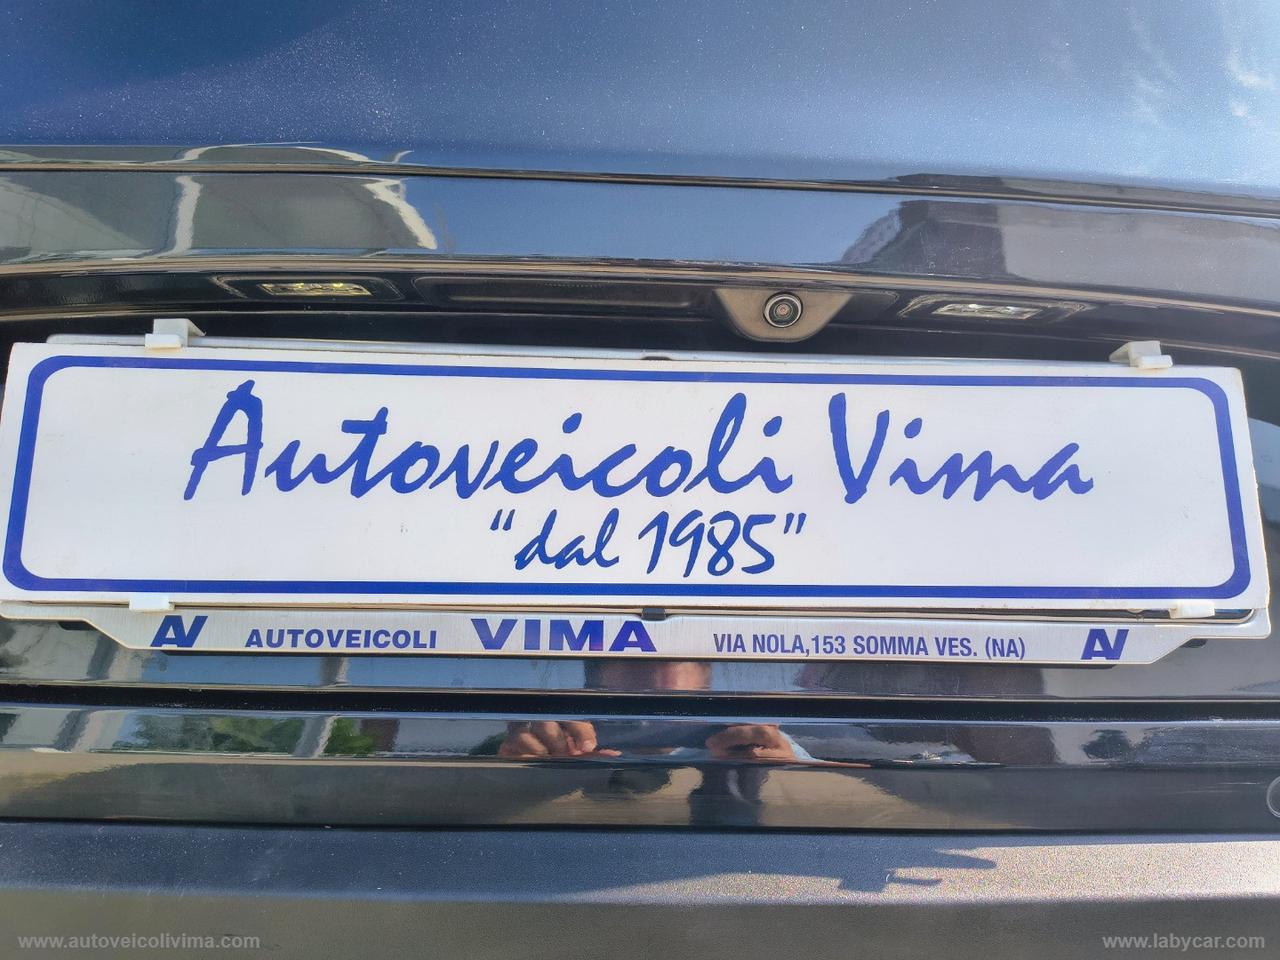 Autoveicoli Vima
"dal 1985"
AV AUTOVEICOLI VIMA VIA NOLA,153 SOMMA VES. (NA) AV
www.autoveicolivima.com www.labycar.com